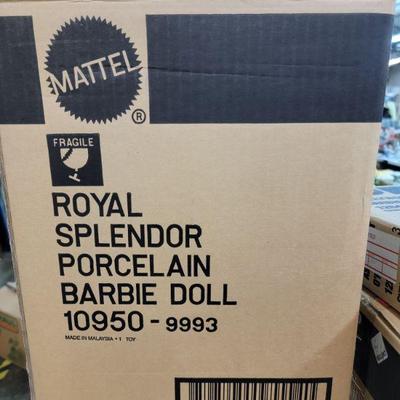 MATTEL
®
FRAGILE
ROYAL
SPLENDOR
PORCELAIN
BARBIE DOLL
10950 - 9993
MADE IN MALAYSIA • 1 TOY